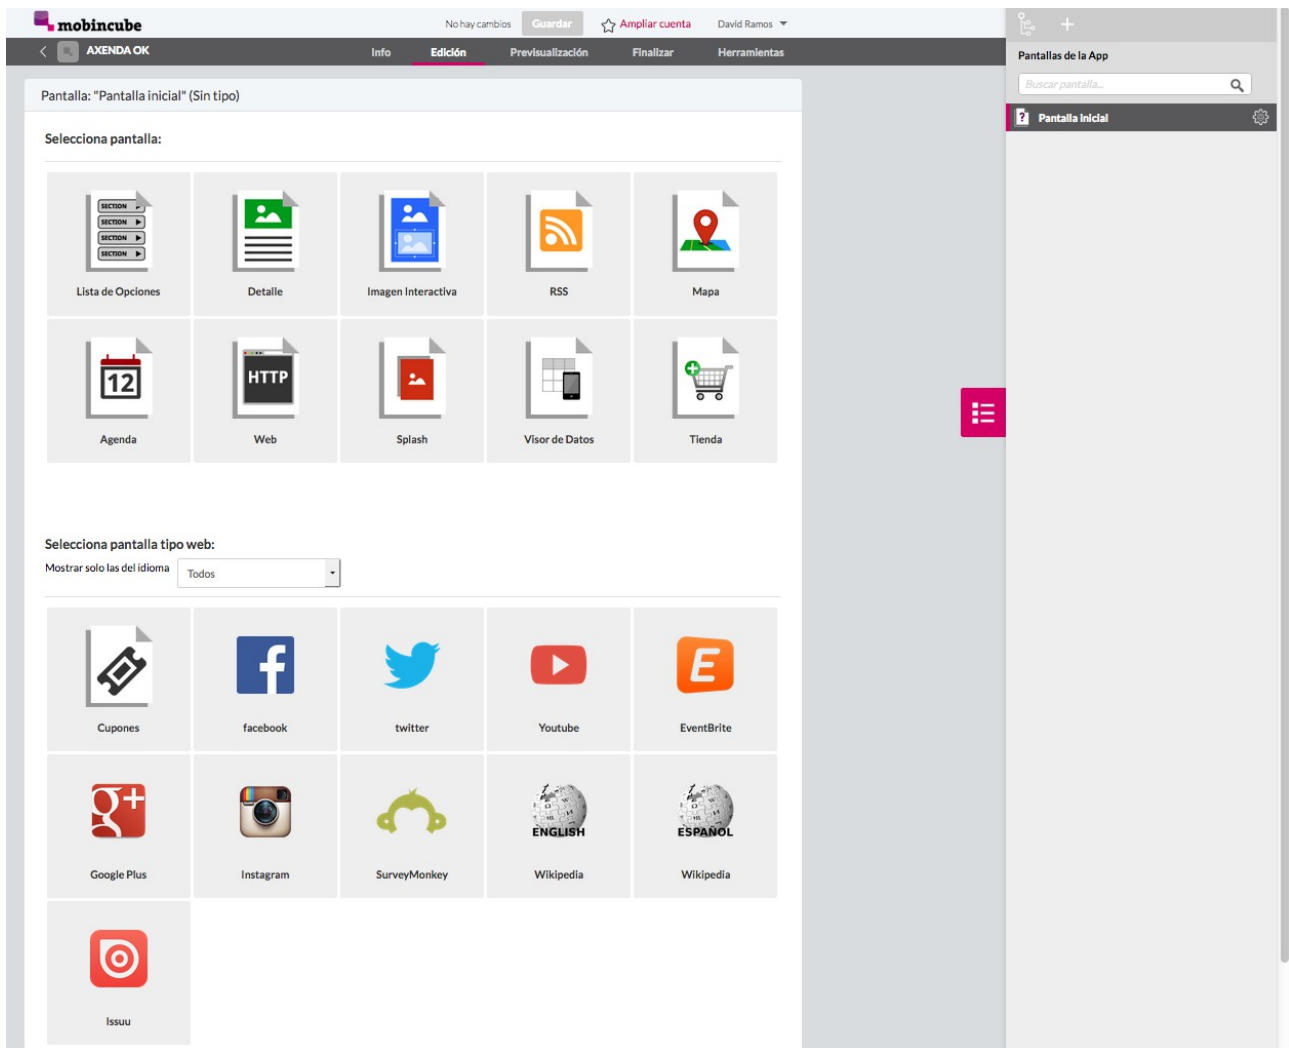 mobincube
No hay cambios Guardar Ampliar cuenta David Ramos
AXENDA OK Info Edición Previsualización Finalizar Herramientas
Pantallas de la App
Buscar pantalla...
? Pantalla inicial
Pantalla: "Pantalla inicial" (Sin tipo)
Selecciona pantalla:
SECTION
SECTION
SECTION
SECTION
Lista de Opciones Detalle Imagen Interactiva RSS Mapa
12 HTTP
Agenda Web Splash Visor de Datos Tienda
Selecciona pantalla tipo web:
Mostrar solo las del idioma Todos
f E
Cupones facebook twitter Youtube EventBrite
g+ ENGLISH ESPAÑOL
Google Plus Instagram SurveyMonkey Wikipedia Wikipedia
Issuu